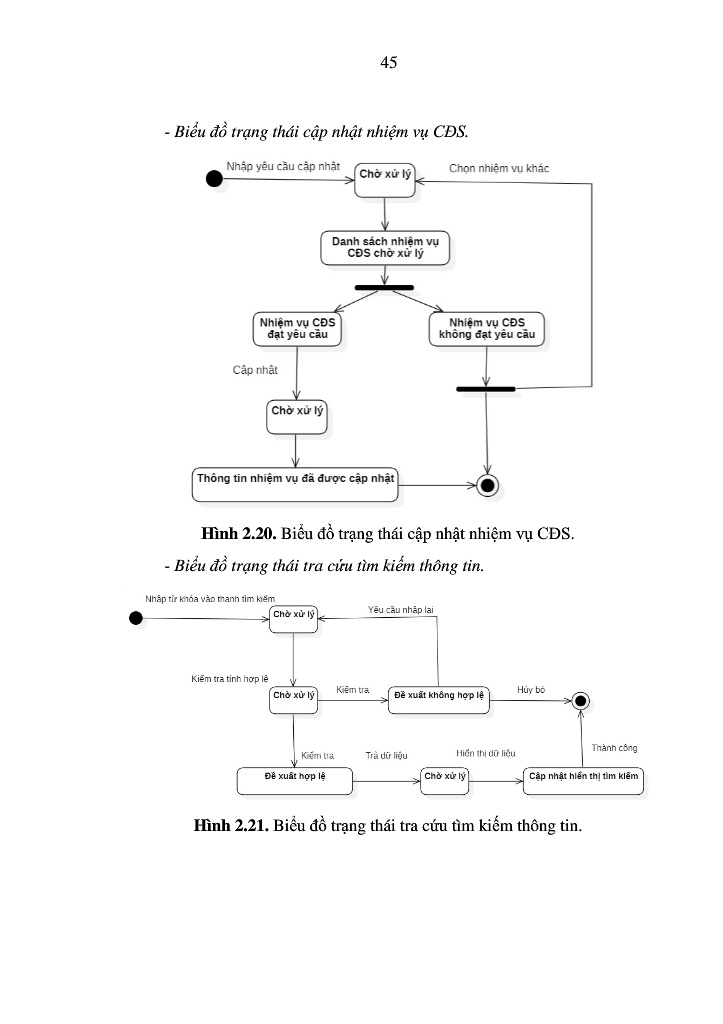 45
- Biểu đồ trạng thái cập nhật nhiệm vụ CĐS.
Nhập yêu cầu cập nhật
Chờ xử lý
Chọn nhiệm vụ khác
Danh sách nhiệm vụ
CĐS chờ xử lý
Nhiệm vụ CĐS
đạt yêu cầu
Nhiệm vụ CĐS
không đạt yêu cầu
Cập nhật
Chờ xử lý
Thông tin nhiệm vụ đã được cập nhật
Hình 2.20. Biểu đồ trạng thái cập nhật nhiệm vụ CĐS.
- Biểu đồ trạng thái tra cứu tìm kiếm thông tin.
Nhập từ khóa vào thanh tìm kiếm
Chờ xử lý
Yêu cầu nhập lại
Kiểm tra tính hợp lệ
Chờ xử lý
Kiểm tra
Đề xuất không hợp lệ
Hủy bỏ
Kiểm tra
Trả dữ liệu
Hiển thị dữ liệu
Thành công
Đề xuất hợp lệ
Chờ xử lý
Cập nhật hiển thị tìm kiếm
Hình 2.21. Biểu đồ trạng thái tra cứu tìm kiếm thông tin.